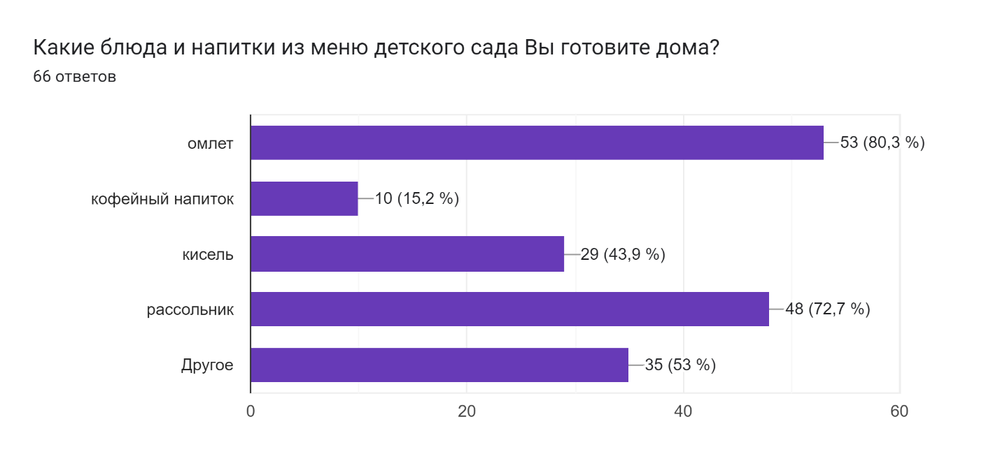 Какие блюда и напитки из меню детского сада Вы готовите дома?
66 ответов
омлет
53 (80,3 %)
кофейный напиток
10 (15,2 %)
кисель
29 (43,9 %)
рассольник
48 (72,7 %)
Другое
35 (53 %)
0
20
40
60